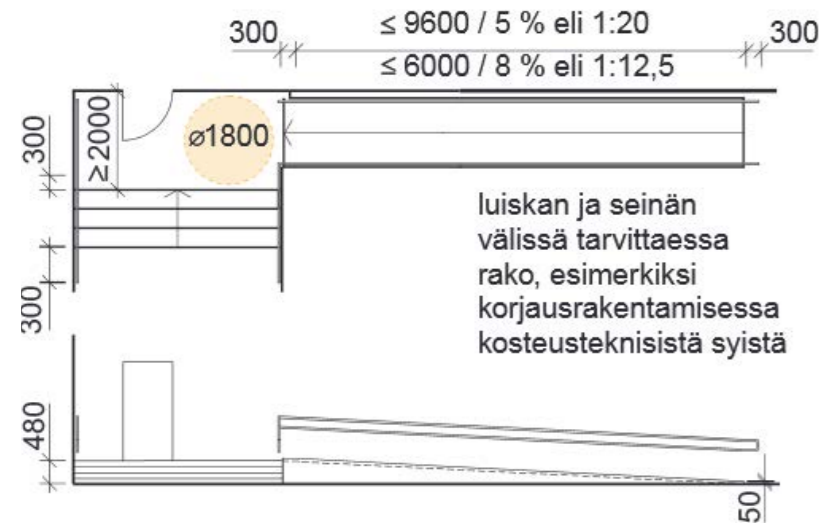 300
≤ 9600 / 5 % eli 1:20
300
≤ 6000 / 8 % eli 1:12,5
300
≥2000
⌀1800
luiskan ja seinän
välissä tarvittaessa
rako, esimerkiksi
korjausrakentamisessa
kosteusteknisistä syistä
300
480
50